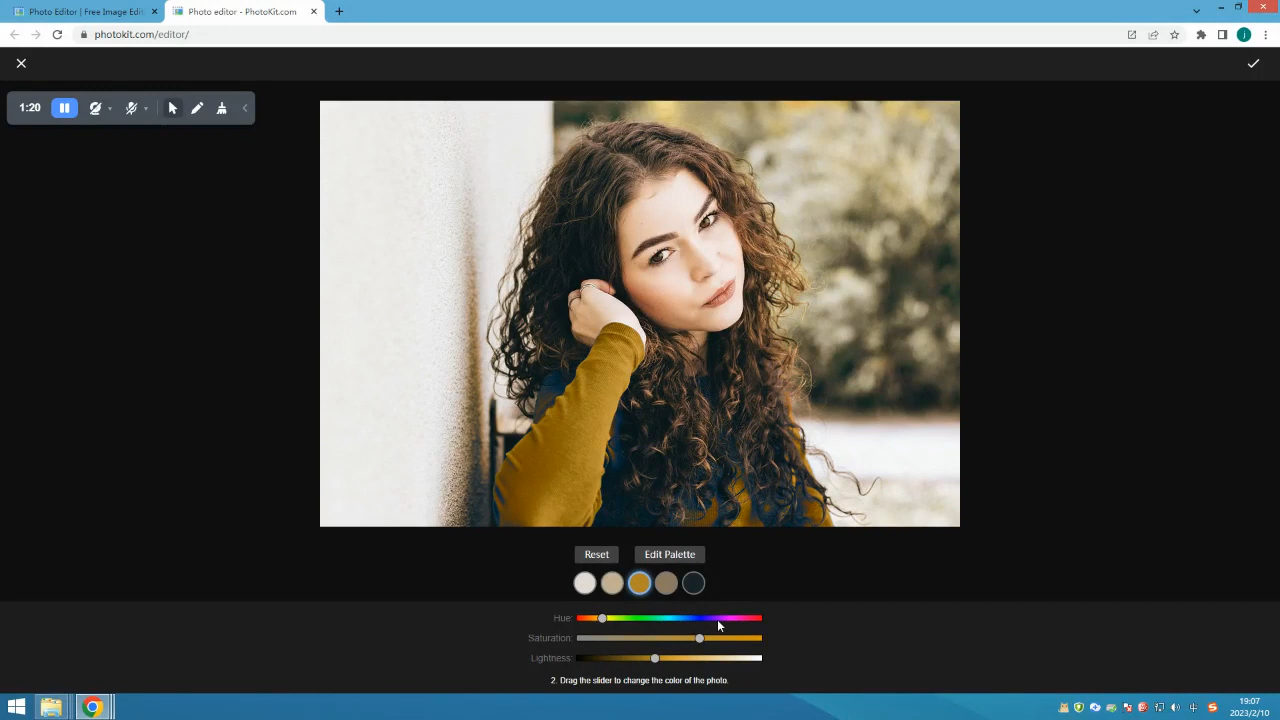 Photo Editor | Free Image Edit
Photo editor - PhotoKit.com
photokit.com/editor/
j
1:20
Reset
Edit Palette
Hue:
Saturation:
Lightness:
2. Drag the slider to change the color of the photo.
19:07
2023/2/10